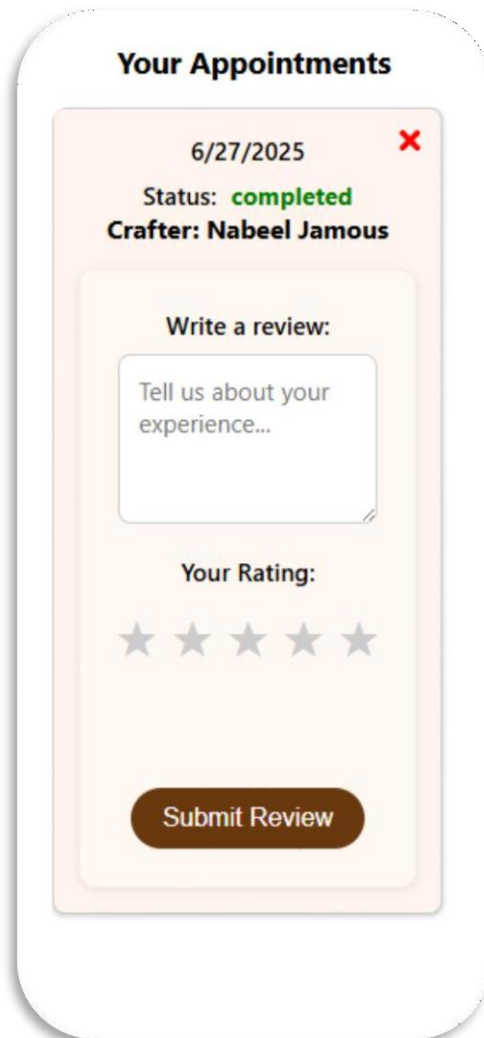 Your Appointments
6/27/2025
Status: completed
Crafter: Nabeel Jamous
Write a review:
Tell us about your
experience...
Your Rating:
Submit Review